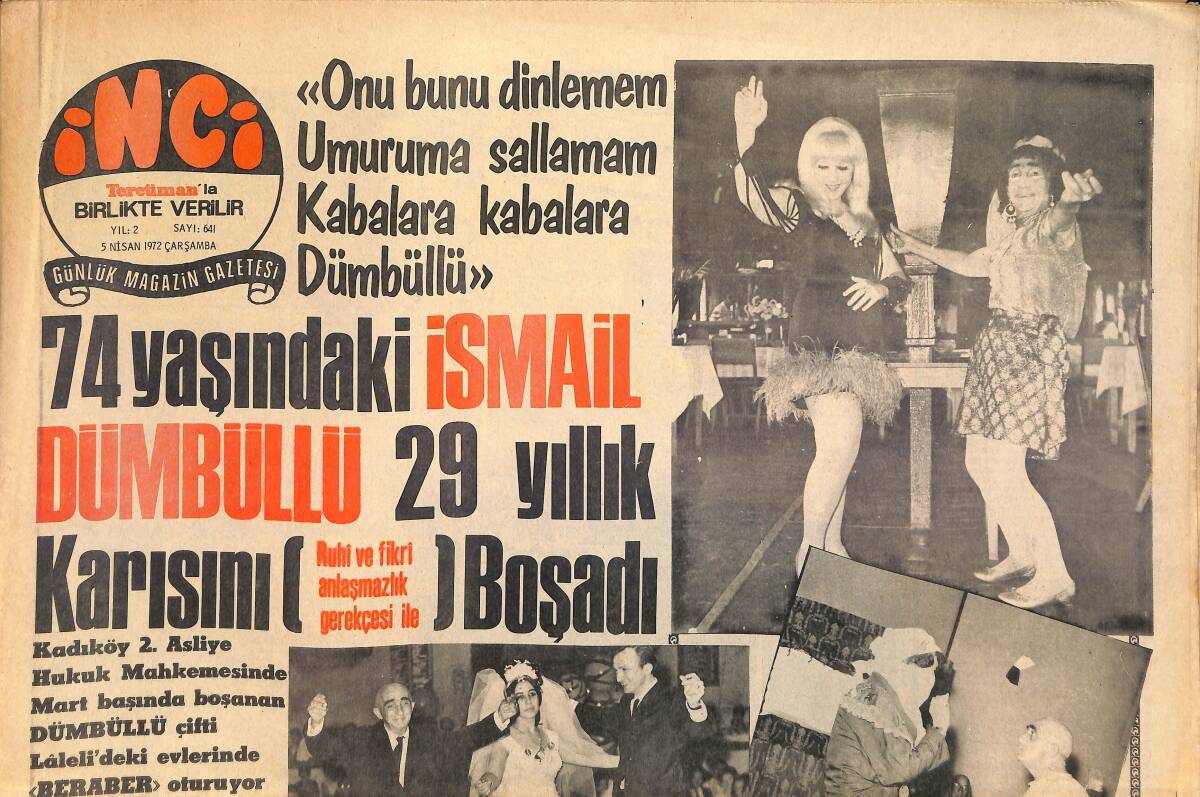 İNCİ
Tercüman'la
BİRLİKTE VERİLİR
YIL: 2 SAYI: 641
5 NİSAN 1972 ÇARŞAMBA
GÜNLÜK MAGAZİN GAZETESİ
«Onu bunu dinlemem
Umuruma sallamam
Kabalara kabalara
Dümbüllü»
74 yaşındaki İSMAİL
DÜMBÜLLÜ 29 yıllık
Karısını ( Ruhî ve fikrî
anlaşmazlık
gerekçesi ile ) Boşadı
Kadıköy 2. Asliye
Hukuk Mahkemesinde
Mart başında boşanan
DÜMBÜLLÜ çifti
Lâleli'deki evlerinde
«BERABER» oturuyor